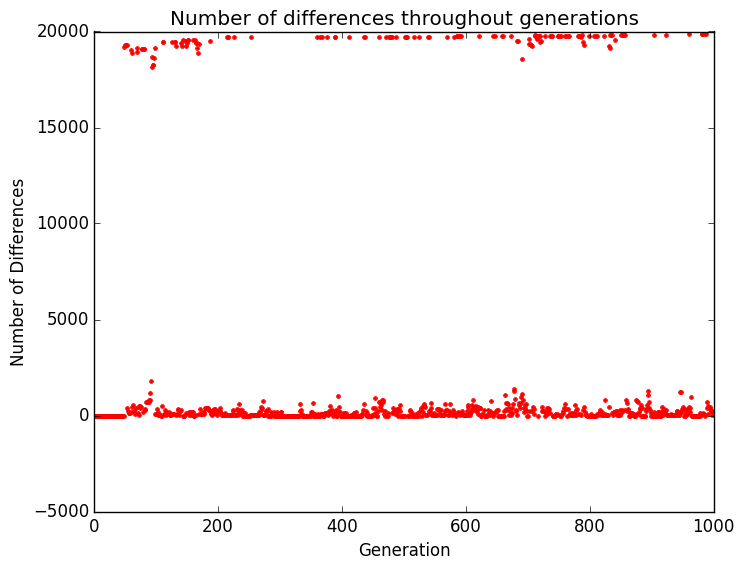 Number of differences throughout generations
20000
15000
10000
5000
0
−5000
Number of Differences
0 200 400 600 800 1000
Generation